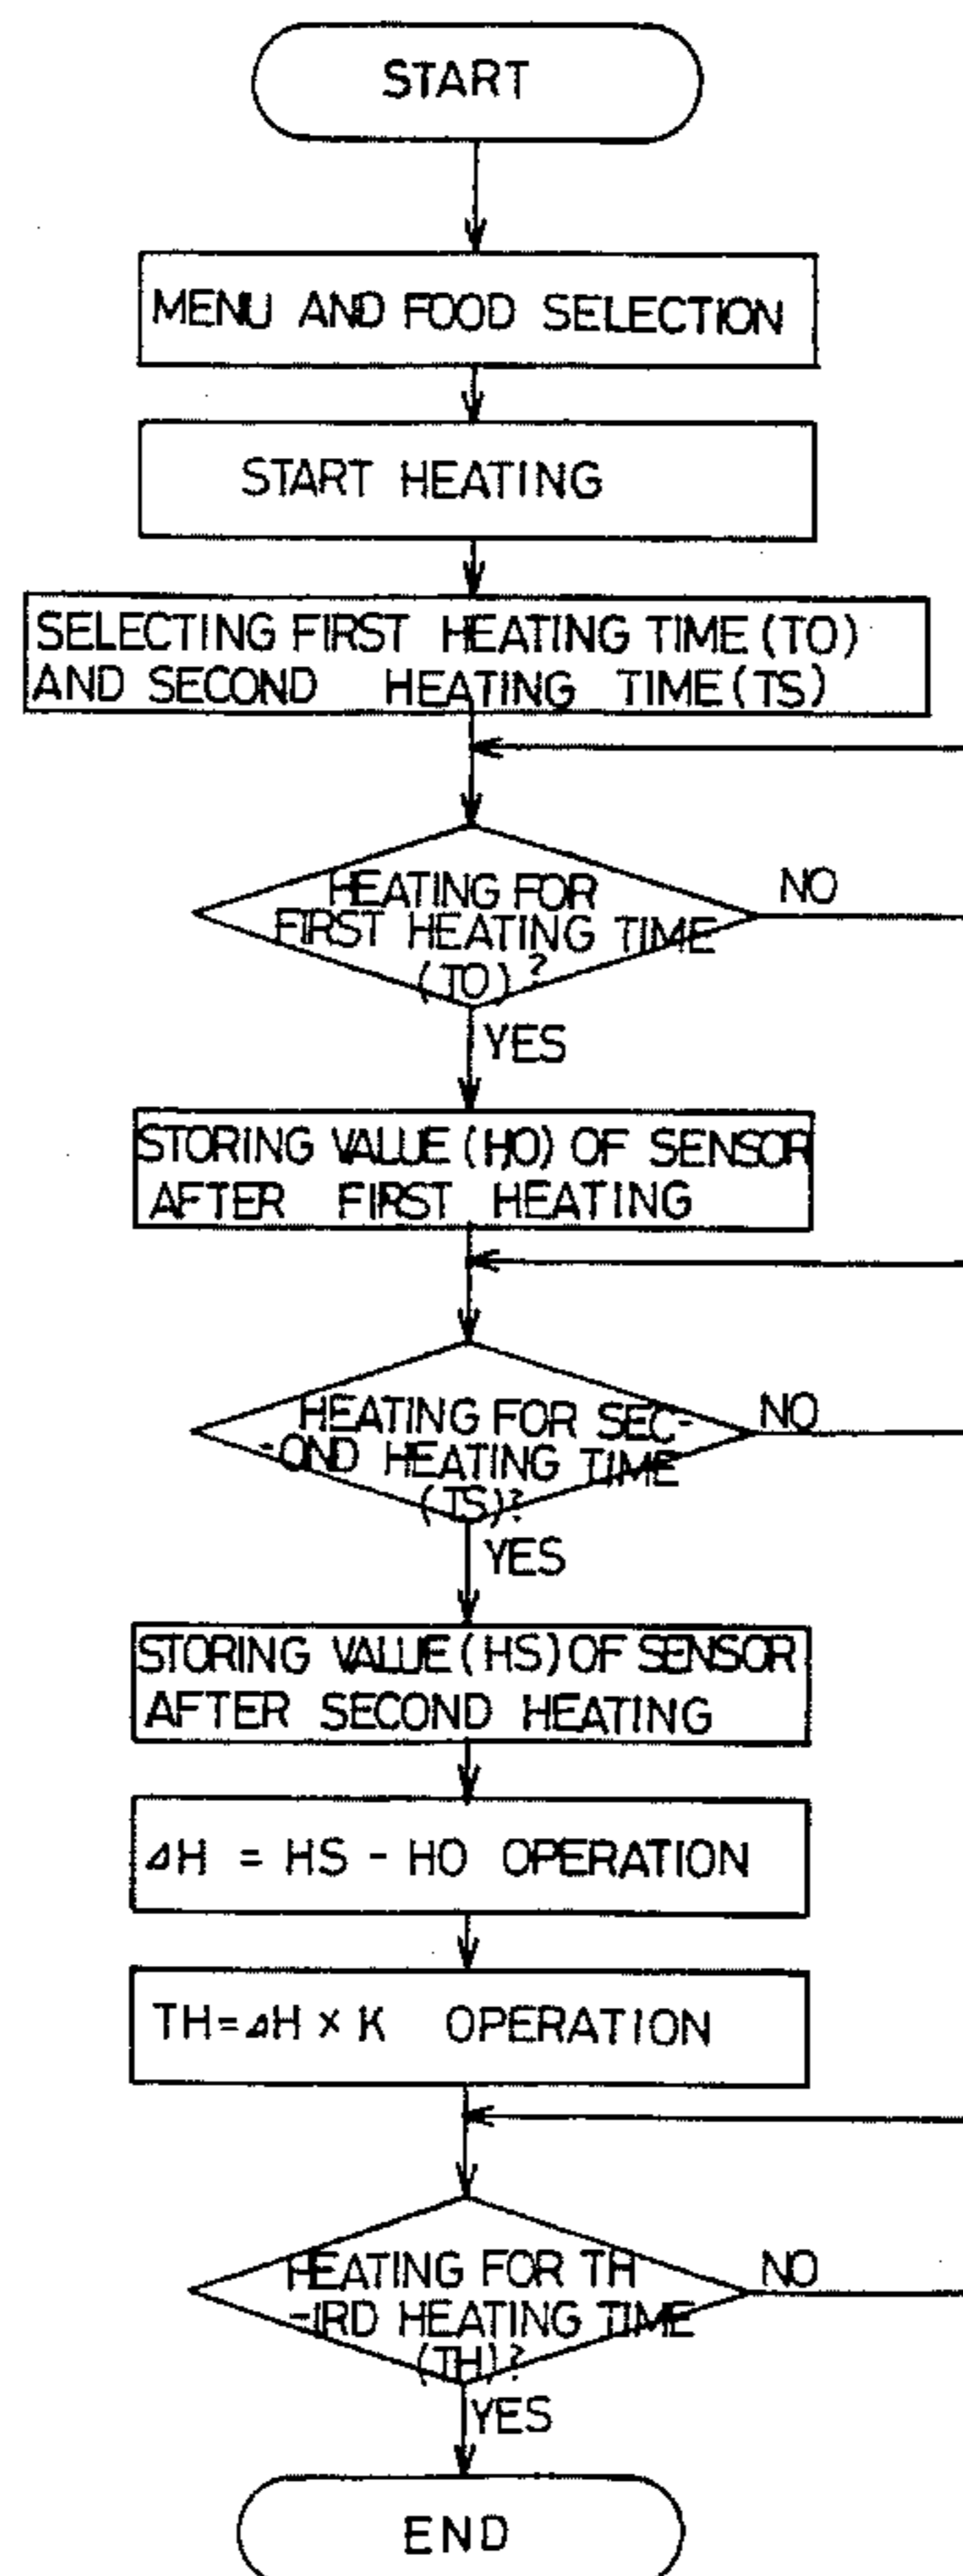 START
MENU AND FOOD SELECTION
START HEATING
SELECTING FIRST HEATING TIME (TO)
AND SECOND HEATING TIME (TS)
HEATING FOR
FIRST HEATING TIME
(TO)?
NO
YES
STORING VALUE (HO) OF SENSOR
AFTER FIRST HEATING
HEATING FOR SEC-
-OND HEATING TIME
(TS)?
NO
YES
STORING VALUE (HS) OF SENSOR
AFTER SECOND HEATING
⊿H = HS - HO OPERATION
TH=⊿H × K OPERATION
HEATING FOR TH
-IRD HEATING TIME
(TH)?
NO
YES
END